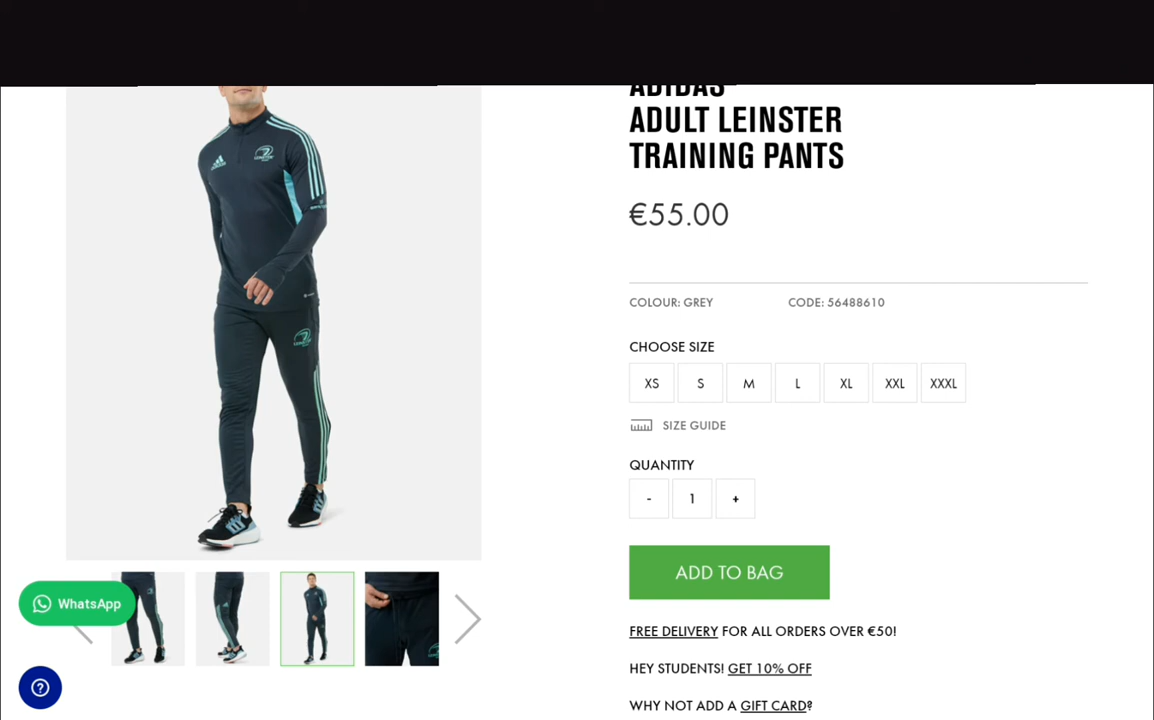 ADIDAS
ADULT LEINSTER
TRAINING PANTS
€55.00
COLOUR: GREY
CODE: 56488610
CHOOSE SIZE
XS S M L XL XXL XXXL
SIZE GUIDE
QUANTITY
- 1 +
ADD TO BAG
FREE DELIVERY FOR ALL ORDERS OVER €50!
HEY STUDENTS! GET 10% OFF
WHY NOT ADD A GIFT CARD?
WhatsApp
?